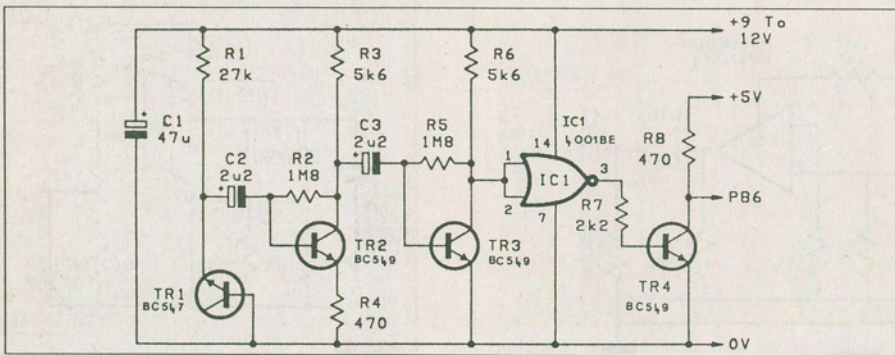 +9 To
12V
R1
27k
R3
5k6
R6
5k6
+5V
C1
47u
+
IC1
4001BE
R8
470
C2
2u2
+
R2
1M8
C3
2u2
+
R5
1M8
14
1
2
IC1
3
7
R7
2k2
PB6
TR1
BC547
TR2
BC549
TR3
BC549
TR4
BC549
R4
470
0V